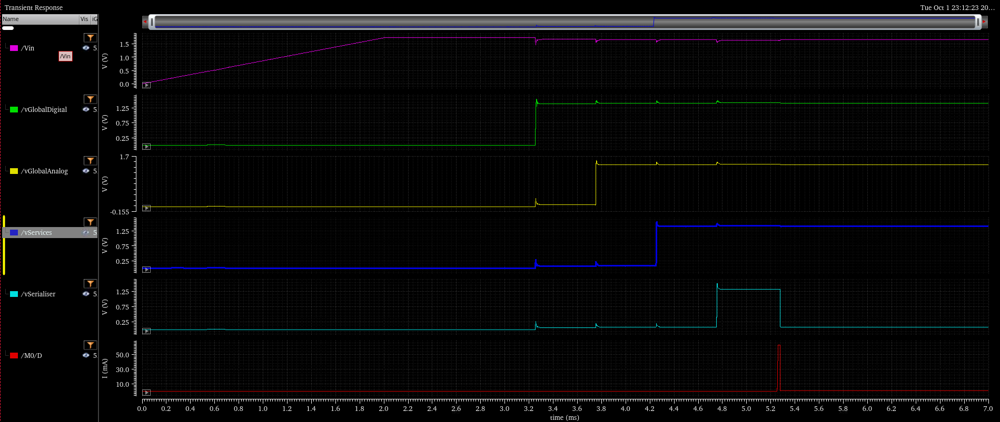 Transient Response
Tue Oct 1 23:12:23 20...
Name Vis iG
/Vin 5
/Vin
V (V)
1.5
1.0
0.5
0.0
/vGlobalDigital 5
V (V)
1.25
0.75
0.25
/vGlobalAnalog 5
V (V)
1.7
-0.155
/vServices 5
V (V)
1.25
0.75
0.25
/vSerialiser 5
V (V)
1.25
0.75
0.25
/M0/D 5
I (mA)
50.0
30.0
10.0
0.0 0.2 0.4 0.6 0.8 1.0 1.2 1.4 1.6 1.8 2.0 2.2 2.4 2.6 2.8 3.0 3.2 3.4 3.6 3.8 4.0 4.2 4.4 4.6 4.8 5.0 5.2 5.4 5.6 5.8 6.0 6.2 6.4 6.6 6.8 7.0
time (ms)